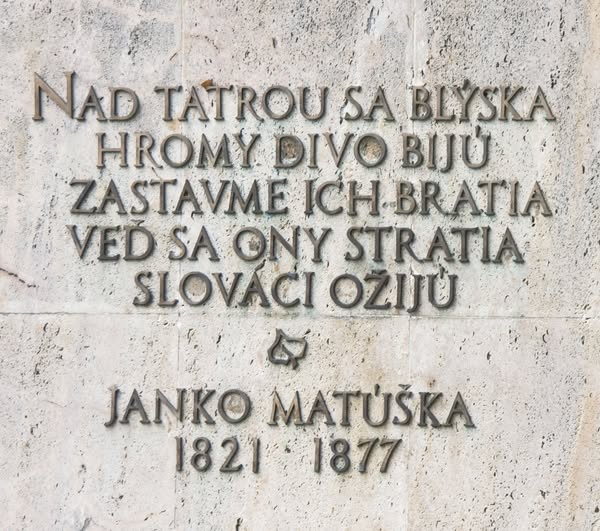 NAD TATROU SA BLÝSKA
HROMY DIVO BIJÚ
ZASTAVME ICH BRATIA
VEĎ SA ONY STRATIA
SLOVÁCI OŽIJÚ
JANKO MATÚŠKA
1821 1877